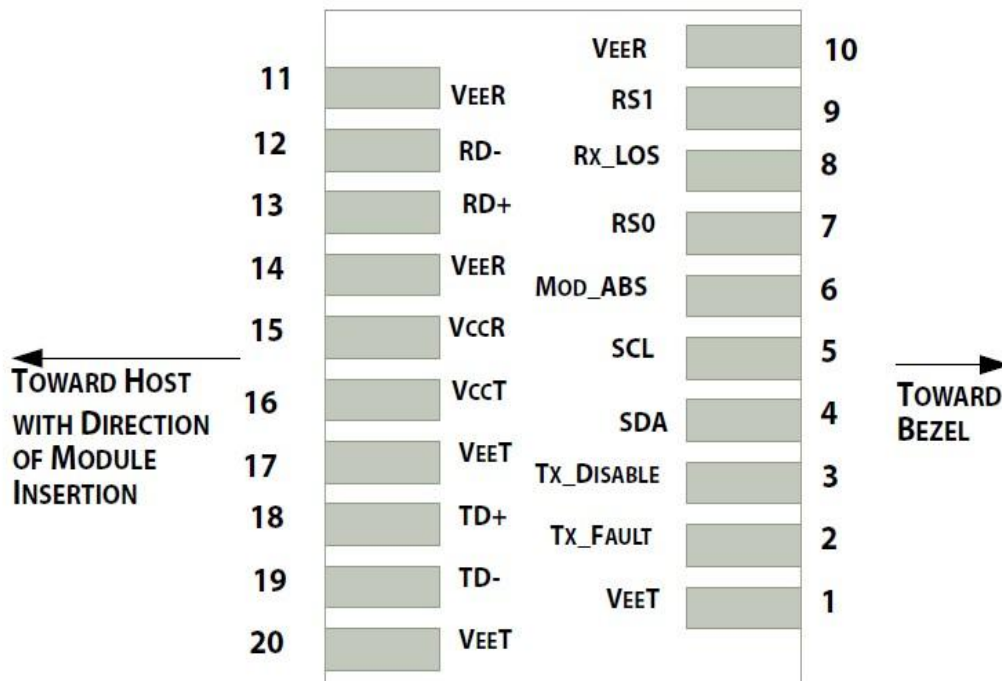 11
VEER
12
RD-
13
RD+
14
VEER
15
VCCR
16
VCCT
17
VEET
18
TD+
19
TD-
20
VEET
VEER
10
RS1
9
RX_LOS
8
RS0
7
MOD_ABS
6
SCL
5
SDA
4
TX_DISABLE
3
TX_FAULT
2
VEET
1
TOWARD HOST
WITH DIRECTION
OF MODULE
INSERTION
TOWARD
BEZEL